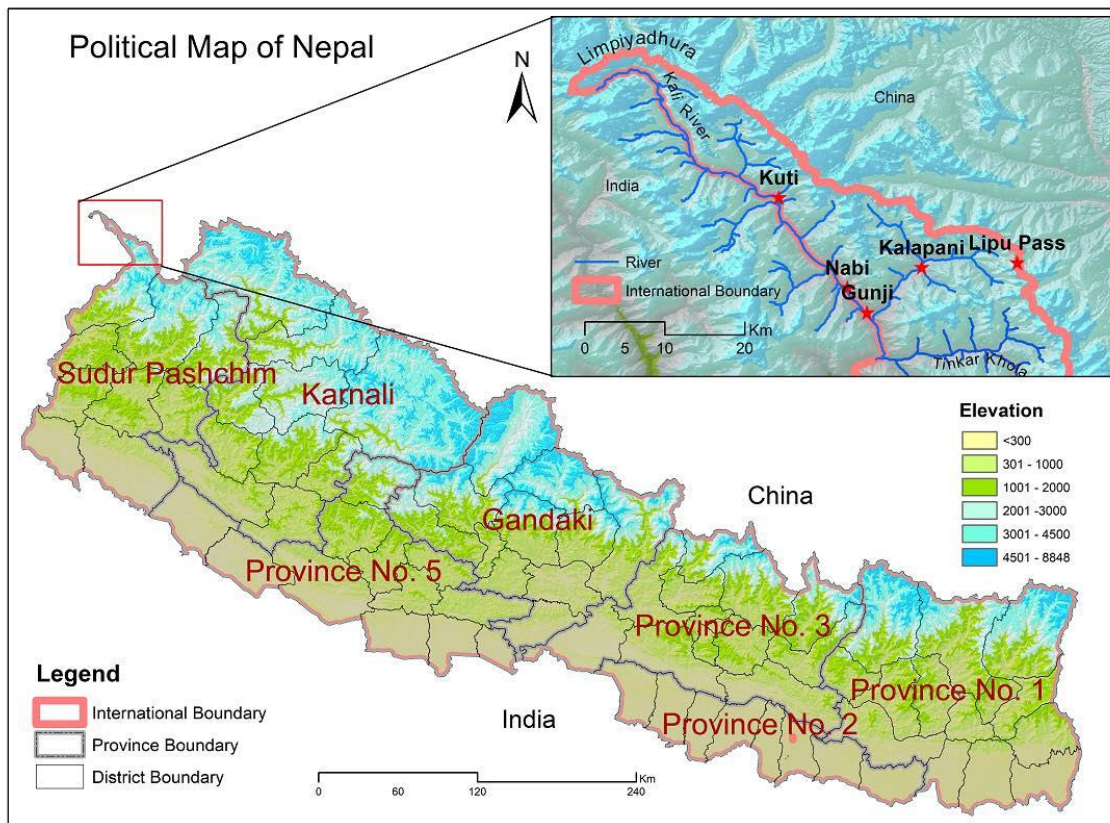 Political Map of Nepal
N
Limpiyadhura
Kali River
China
India
Kuti
Kalapani
Lipu Pass
Nabi
Gunji
Tinkar Khola
River
International Boundary
Km
0 5 10 20
Sudur Pashchim
Karnali
Gandaki
China
Province No. 5
Province No. 3
Province No. 1
Province No. 2
India
Elevation
<300
301 - 1000
1001 - 2000
2001 -3000
3001 - 4500
4501 - 8848
Legend
International Boundary
Province Boundary
District Boundary
Km
0 60 120 240